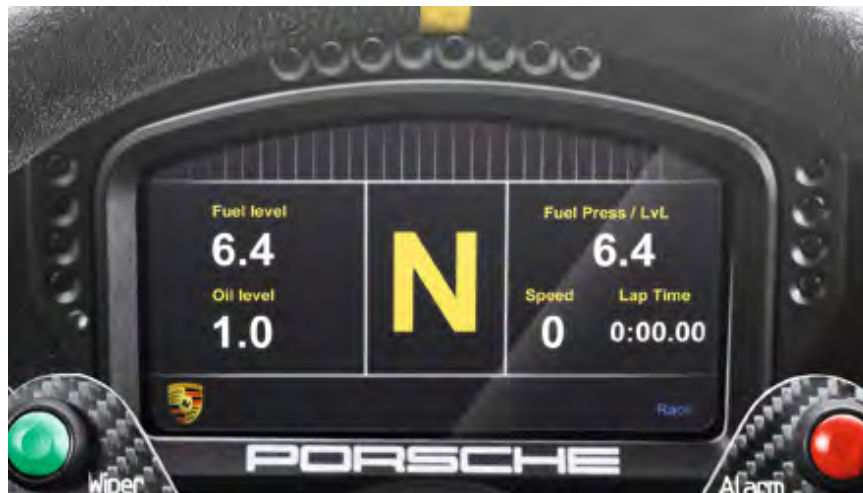 Fuel level
6.4
Oil level
1.0
N
Fuel Press / LvL
6.4
Speed Lap Time
0 0:00.00
Race
PORSCHE
Wiper
Alarm